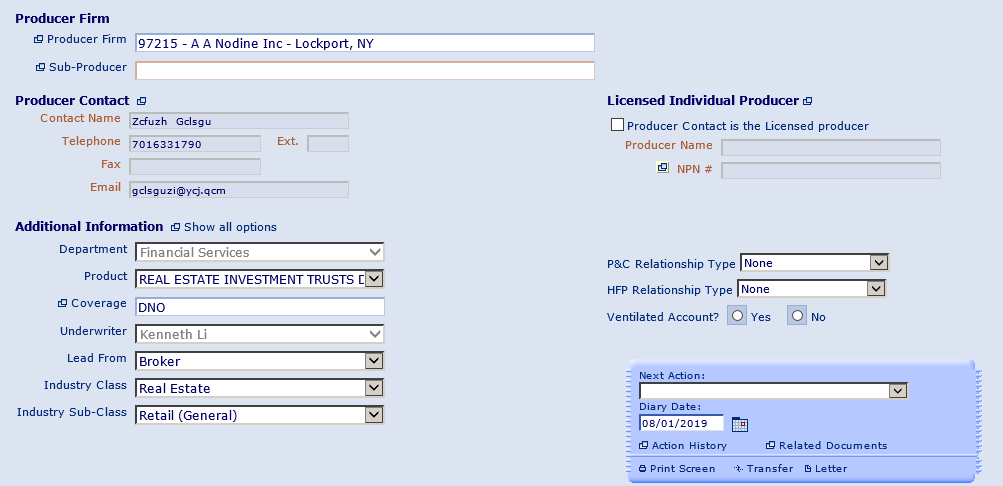 Producer Firm
Producer Firm 97215 - A A Nodine Inc - Lockport, NY
Sub-Producer
Producer Contact
Contact Name Zcfuzh Gclsgu
Telephone 7016331790 Ext.
Fax
Email gclsguzi@ycj.qcm
Licensed Individual Producer
Producer Contact is the Licensed producer
Producer Name
NPN #
Additional Information Show all options
Department Financial Services
Product REAL ESTATE INVESTMENT TRUSTS D
Coverage DNO
Underwriter Kenneth Li
Lead From Broker
Industry Class Real Estate
Industry Sub-Class Retail (General)
P&C Relationship Type None
HFP Relationship Type None
Ventilated Account? Yes No
Next Action:
Diary Date:
08/01/2019
Action History Related Documents
Print Screen Transfer Letter